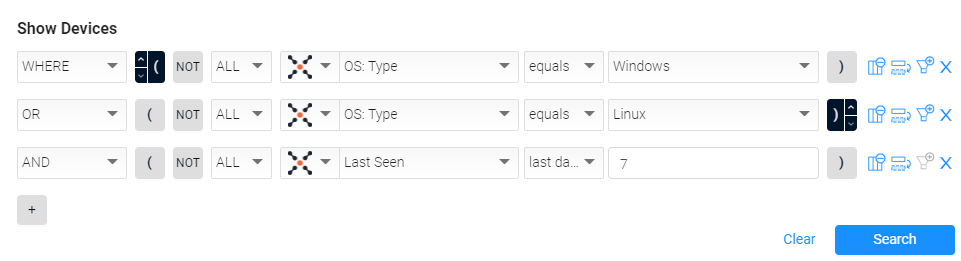 Show Devices
WHERE ( NOT ALL OS: Type equals Windows )
OR ( NOT ALL OS: Type equals Linux )
AND ( NOT ALL Last Seen last da... 7 )
+
Clear Search